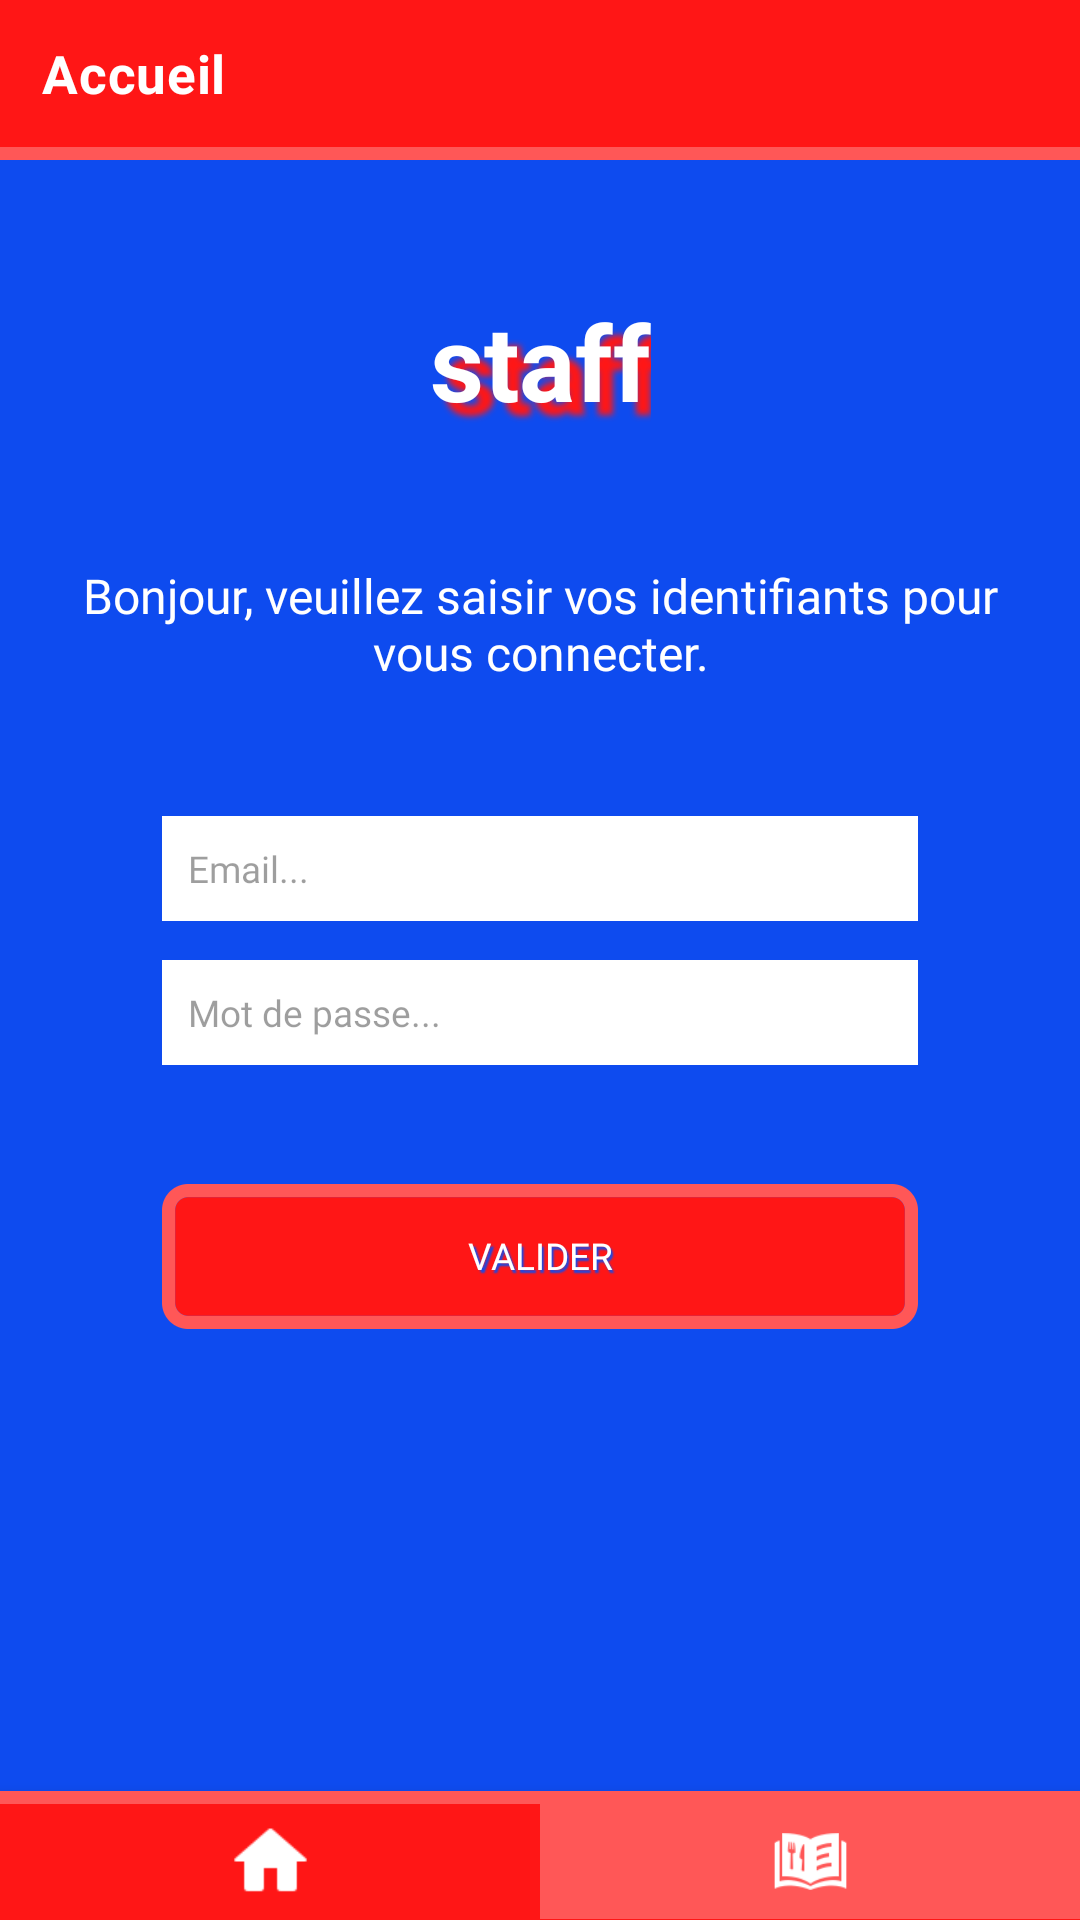 Accueil
staff
Bonjour, veuillez saisir vos identifiants pour
vous connecter.
Email...
Mot de passe...
VALIDER